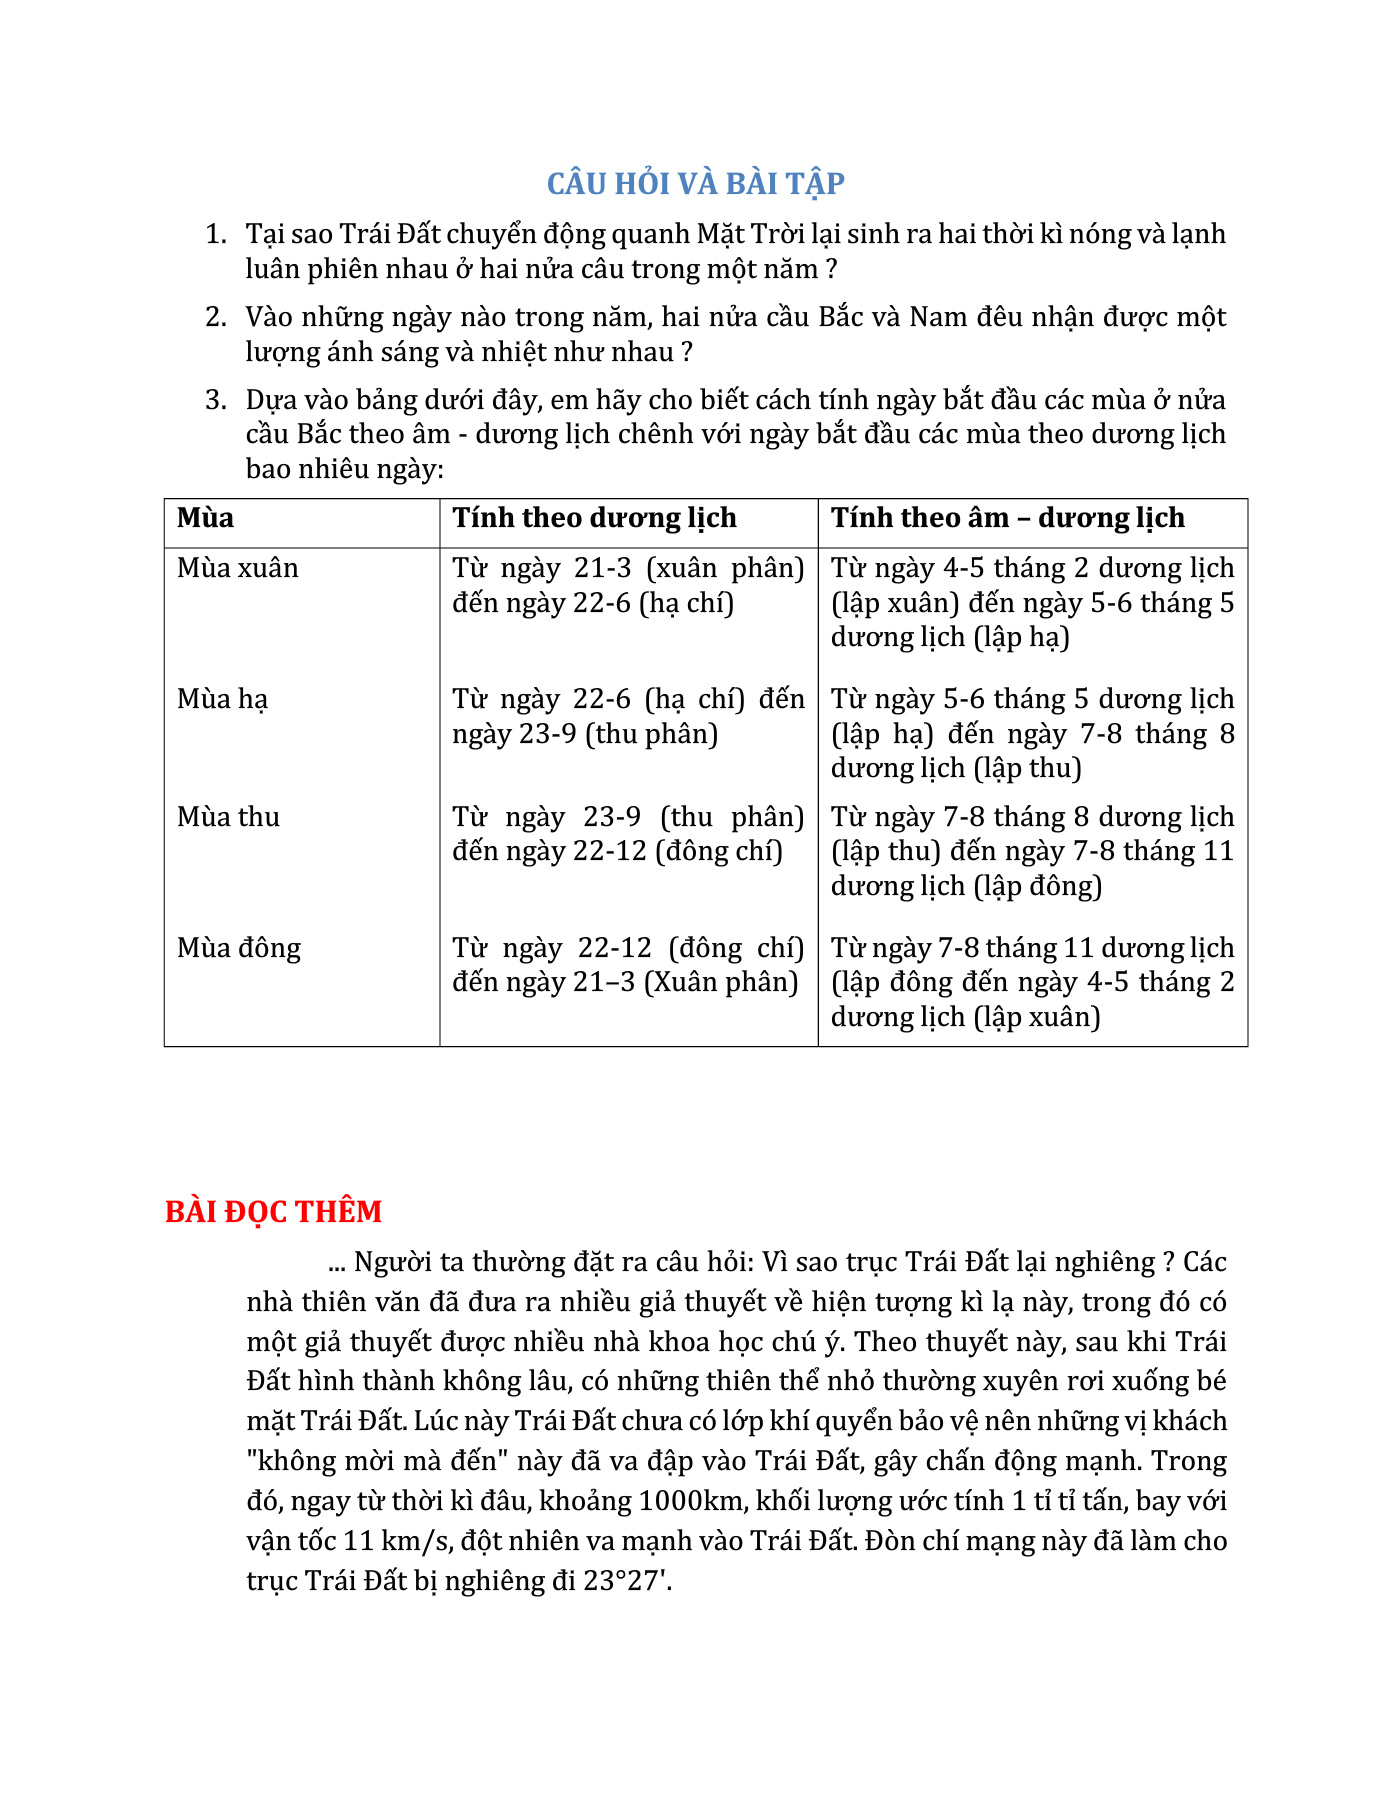 CÂU HỎI VÀ BÀI TẬP
1. Tại sao Trái Đất chuyển động quanh Mặt Trời lại sinh ra hai thời kì nóng và lạnh
luân phiên nhau ở hai nửa câu trong một năm ?
2. Vào những ngày nào trong năm, hai nửa cầu Bắc và Nam đêu nhận được một
lượng ánh sáng và nhiệt như nhau ?
3. Dựa vào bảng dưới đây, em hãy cho biết cách tính ngày bắt đầu các mùa ở nửa
cầu Bắc theo âm - dương lịch chênh với ngày bắt đầu các mùa theo dương lịch
bao nhiêu ngày:
Mùa Tính theo dương lịch Tính theo âm – dương lịch
Mùa xuân Từ ngày 21-3 (xuân phân) Từ ngày 4-5 tháng 2 dương lịch
đến ngày 22-6 (hạ chí) (lập xuân) đến ngày 5-6 tháng 5
dương lịch (lập hạ)
Mùa hạ Từ ngày 22-6 (hạ chí) đến Từ ngày 5-6 tháng 5 dương lịch
ngày 23-9 (thu phân) (lập hạ) đến ngày 7-8 tháng 8
dương lịch (lập thu)
Mùa thu Từ ngày 23-9 (thu phân) Từ ngày 7-8 tháng 8 dương lịch
đến ngày 22-12 (đông chí) (lập thu) đến ngày 7-8 tháng 11
dương lịch (lập đông)
Mùa đông Từ ngày 22-12 (đông chí) Từ ngày 7-8 tháng 11 dương lịch
đến ngày 21–3 (Xuân phân) (lập đông đến ngày 4-5 tháng 2
dương lịch (lập xuân)
BÀI ĐỌC THÊM
... Người ta thường đặt ra câu hỏi: Vì sao trục Trái Đất lại nghiêng ? Các
nhà thiên văn đã đưa ra nhiều giả thuyết về hiện tượng kì lạ này, trong đó có
một giả thuyết được nhiều nhà khoa học chú ý. Theo thuyết này, sau khi Trái
Đất hình thành không lâu, có những thiên thể nhỏ thường xuyên rơi xuống bé
mặt Trái Đất. Lúc này Trái Đất chưa có lớp khí quyển bảo vệ nên những vị khách
"không mời mà đến" này đã va đập vào Trái Đất, gây chấn động mạnh. Trong
đó, ngay từ thời kì đâu, khoảng 1000km, khối lượng ước tính 1 tỉ tỉ tấn, bay với
vận tốc 11 km/s, đột nhiên va mạnh vào Trái Đất. Đòn chí mạng này đã làm cho
trục Trái Đất bị nghiêng đi 23°27'.